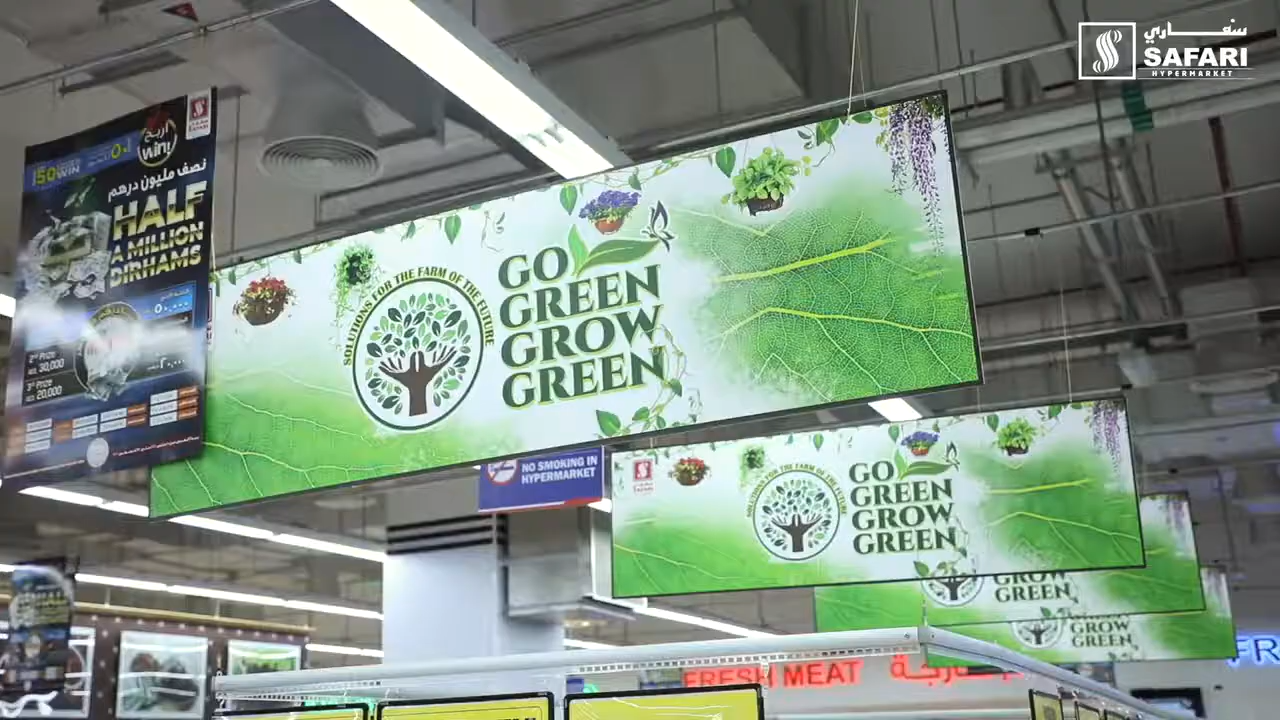 سفاري
SAFARI
HYPERMARKET
اربح
Win
نصف مليون درهم
HALF
A MILLION
DIRHAMS
2nd Prize
30,000
3rd Prize
20,000
SOLUTIONS FOR THE FARM OF THE FUTURE
GO
GREEN
GROW
GREEN
NO SMOKING IN
HYPERMARKET
SOLUTIONS FOR THE FARM OF THE FUTURE
GO
GREEN
GROW
GREEN
GROW
GREEN
GROW
GREEN
FRESH MEAT
FR